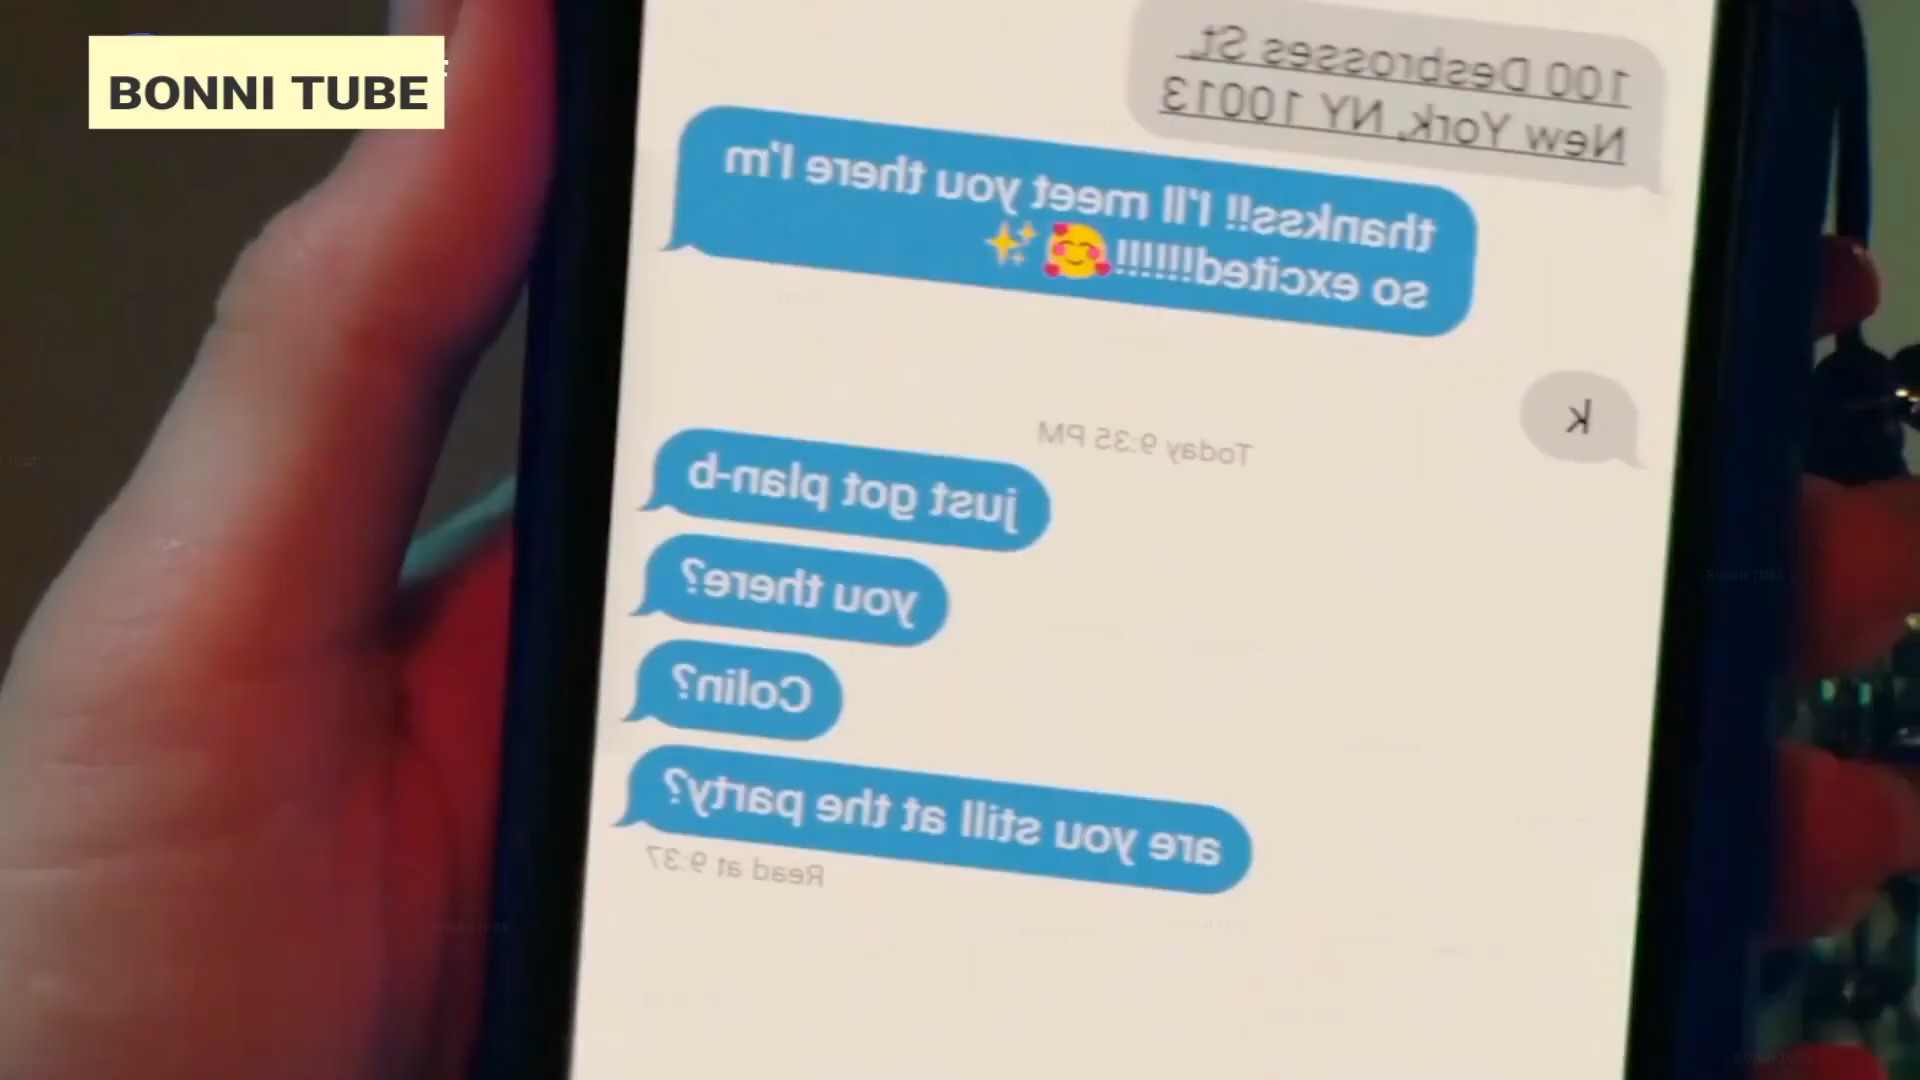 BONNI TUBE
100 Desbrosses St,
New York, NY 10013
thankss!! I'll meet you there I'm
so excited!!!!!!!🥰✨
k
Today 9:35 PM
just got plan-b
you there?
Colin?
are you still at the party?
Read at 9:37